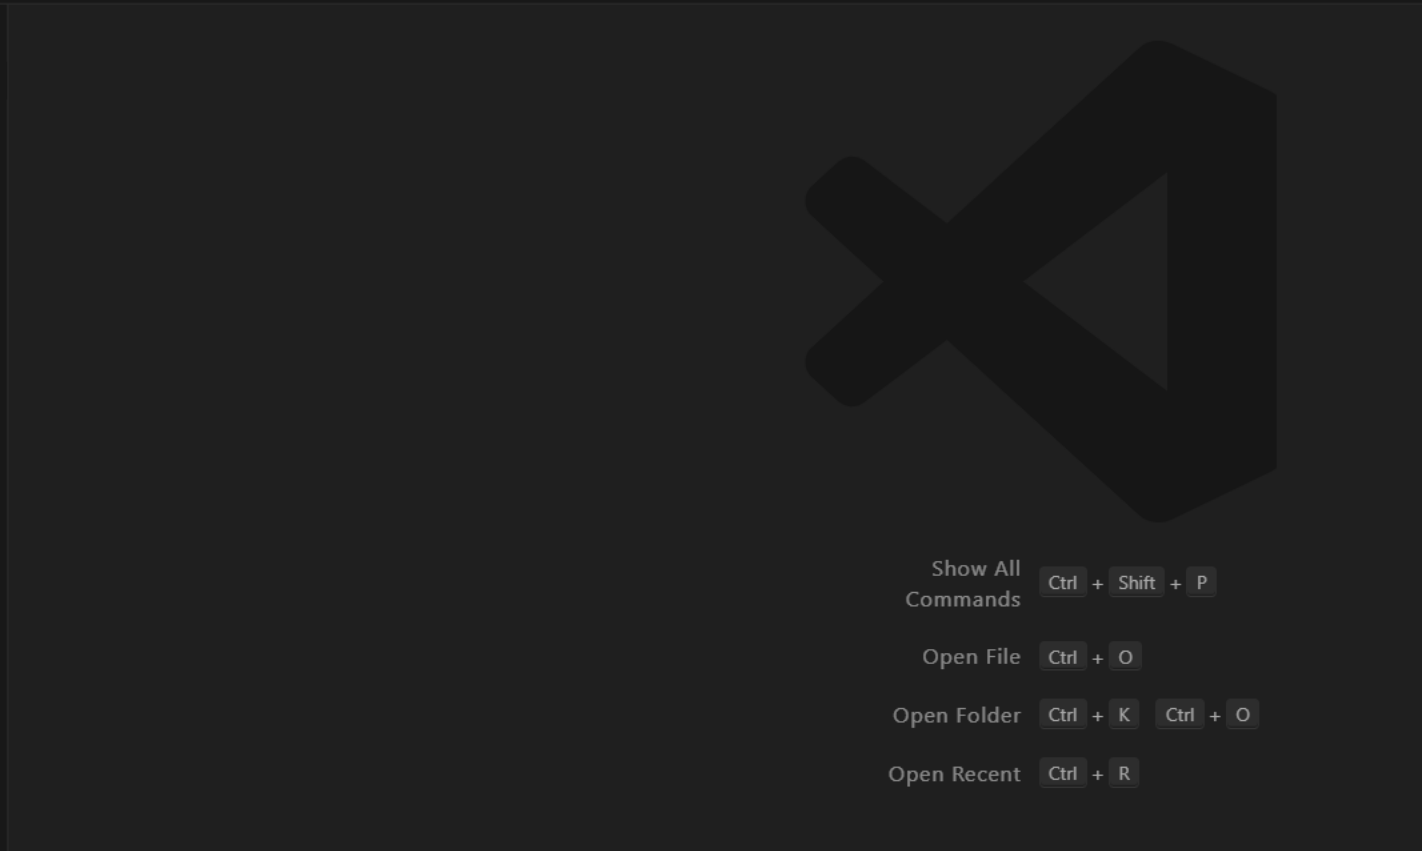 Show All
Commands Ctrl + Shift + P
Open File Ctrl + O
Open Folder Ctrl + K Ctrl + O
Open Recent Ctrl + R